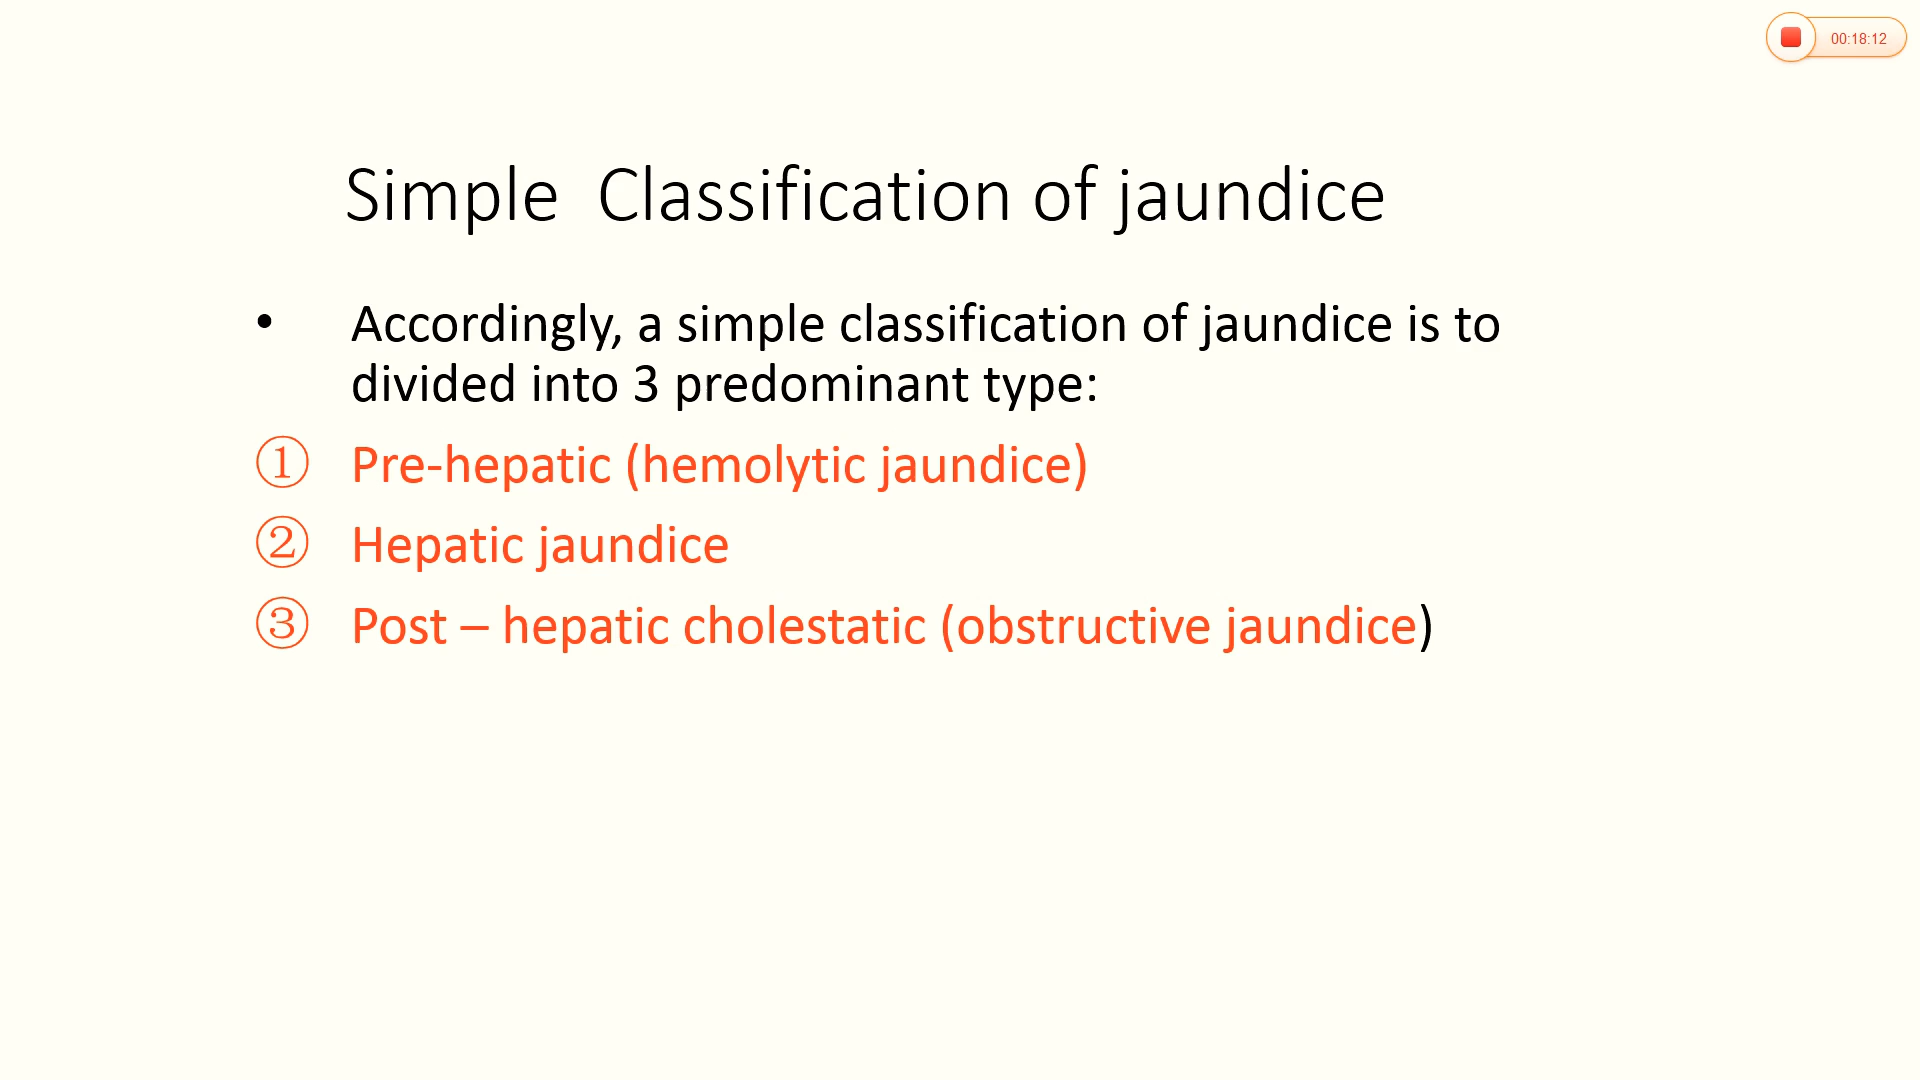 00:18:12
Simple  Classification of jaundice
• Accordingly, a simple classification of jaundice is to
divided into 3 predominant type:
① Pre-hepatic (hemolytic jaundice)
② Hepatic jaundice
③ Post – hepatic cholestatic (obstructive jaundice)